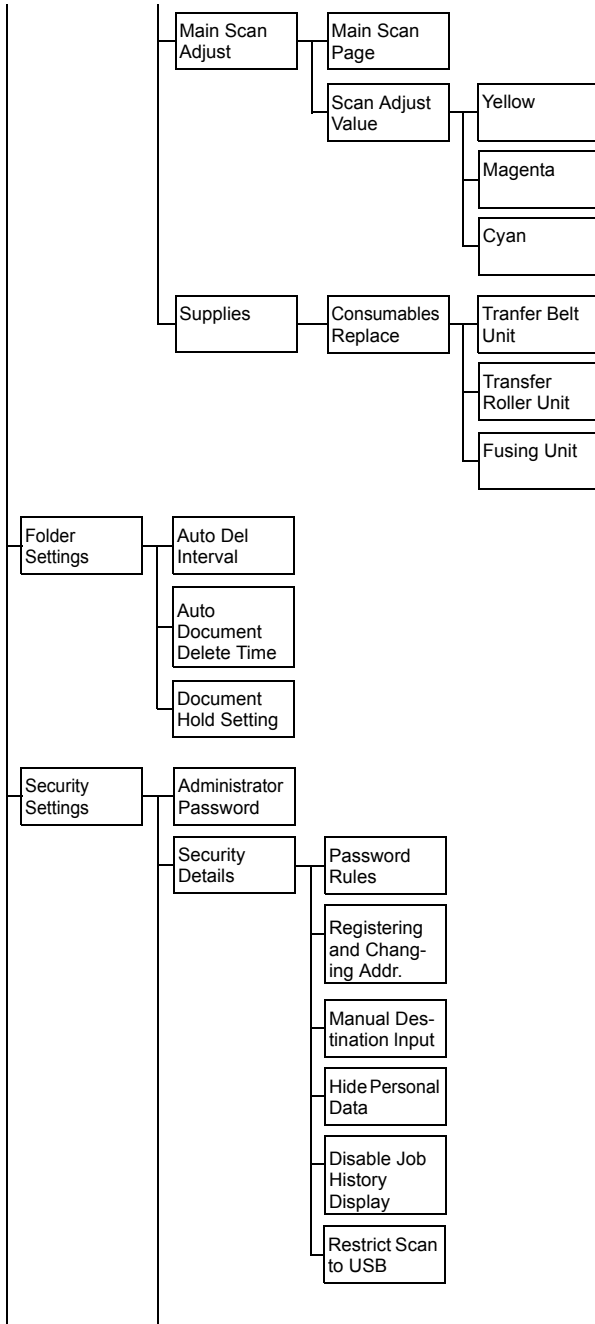 Main Scan
Adjust
Main Scan
Page
Scan Adjust
Value
Yellow
Magenta
Cyan
Supplies
Consumables
Replace
Tranfer Belt
Unit
Transfer
Roller Unit
Fusing Unit
Folder
Settings
Auto Del
Interval
Auto
Document
Delete Time
Document
Hold Setting
Security
Settings
Administrator
Password
Security
Details
Password
Rules
Registering
and Chang-
ing Addr.
Manual Des-
tination Input
Hide Personal
Data
Disable Job
History
Display
Restrict Scan
to USB